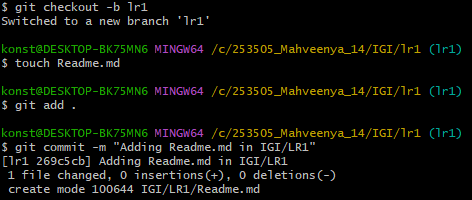 $ git checkout -b lr1
Switched to a new branch 'lr1'
konst@DESKTOP-BK75MN6 MINGW64 /c/253505_Mahveenya_14/IGI/lr1 (lr1)
$ touch Readme.md
konst@DESKTOP-BK75MN6 MINGW64 /c/253505_Mahveenya_14/IGI/lr1 (lr1)
$ git add .
konst@DESKTOP-BK75MN6 MINGW64 /c/253505_Mahveenya_14/IGI/lr1 (lr1)
$ git commit -m "Adding Readme.md in IGI/LR1"
[lr1 269c5cb] Adding Readme.md in IGI/LR1
1 file changed, 0 insertions(+), 0 deletions(-)
create mode 100644 IGI/LR1/Readme.md